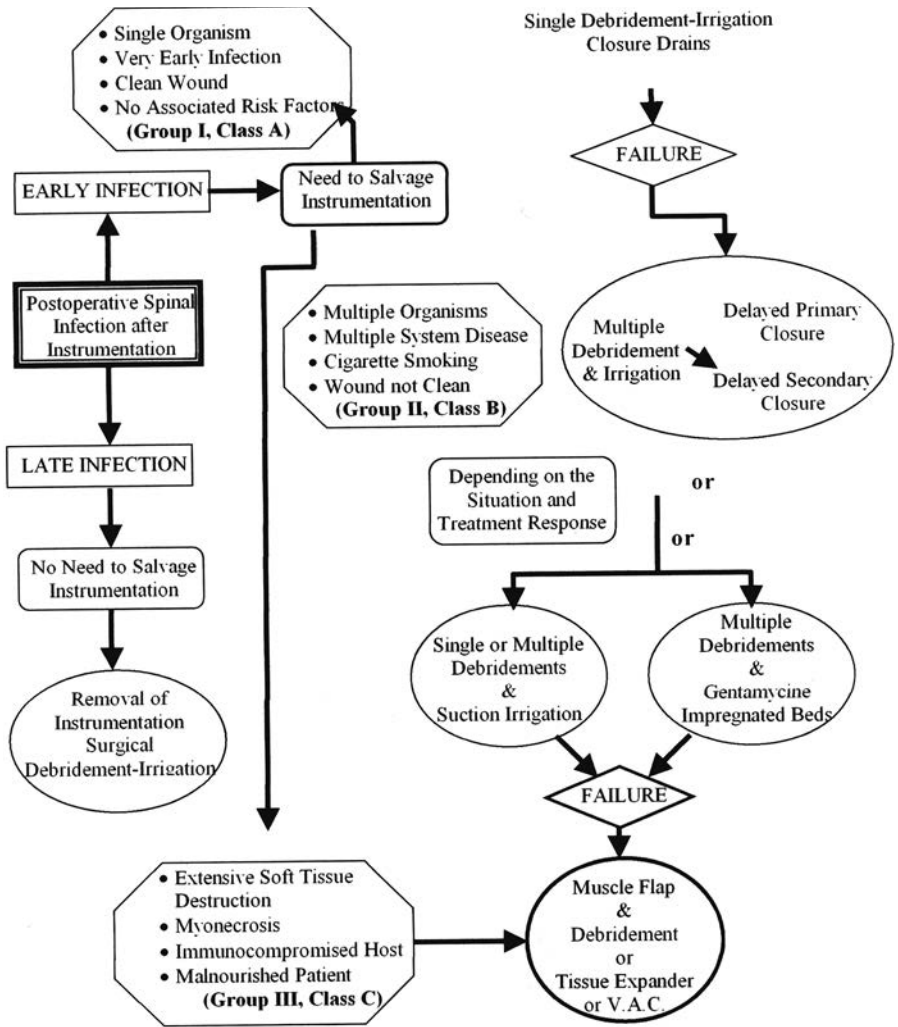 • Single Organism
• Very Early Infection
• Clean Wound
• No Associated Risk Factors
(Group I, Class A)
Single Debridement-Irrigation
Closure Drains
FAILURE
EARLY INFECTION
Need to Salvage
Instrumentation
Postoperative Spinal
Infection after
Instrumentation
• Multiple Organisms
• Multiple System Disease
• Cigarette Smoking
• Wound not Clean
(Group II, Class B)
Multiple
Debridement
& Irrigation
Delayed Primary
Closure
Delayed Secondary
Closure
LATE INFECTION
Depending on the
Situation and
Treatment Response
or
or
No Need to Salvage
Instrumentation
Single or Multiple
Debridements
&
Suction Irrigation
Multiple
Debridements
&
Gentamycine
Impregnated Beds
Removal of
Instrumentation
Surgical
Debridement-Irrigation
FAILURE
• Extensive Soft Tissue
Destruction
• Myonecrosis
• Immunocompromised Host
• Malnourished Patient
(Group III, Class C)
Muscle Flap
&
Debridement
or
Tissue Expander
or V.A.C.